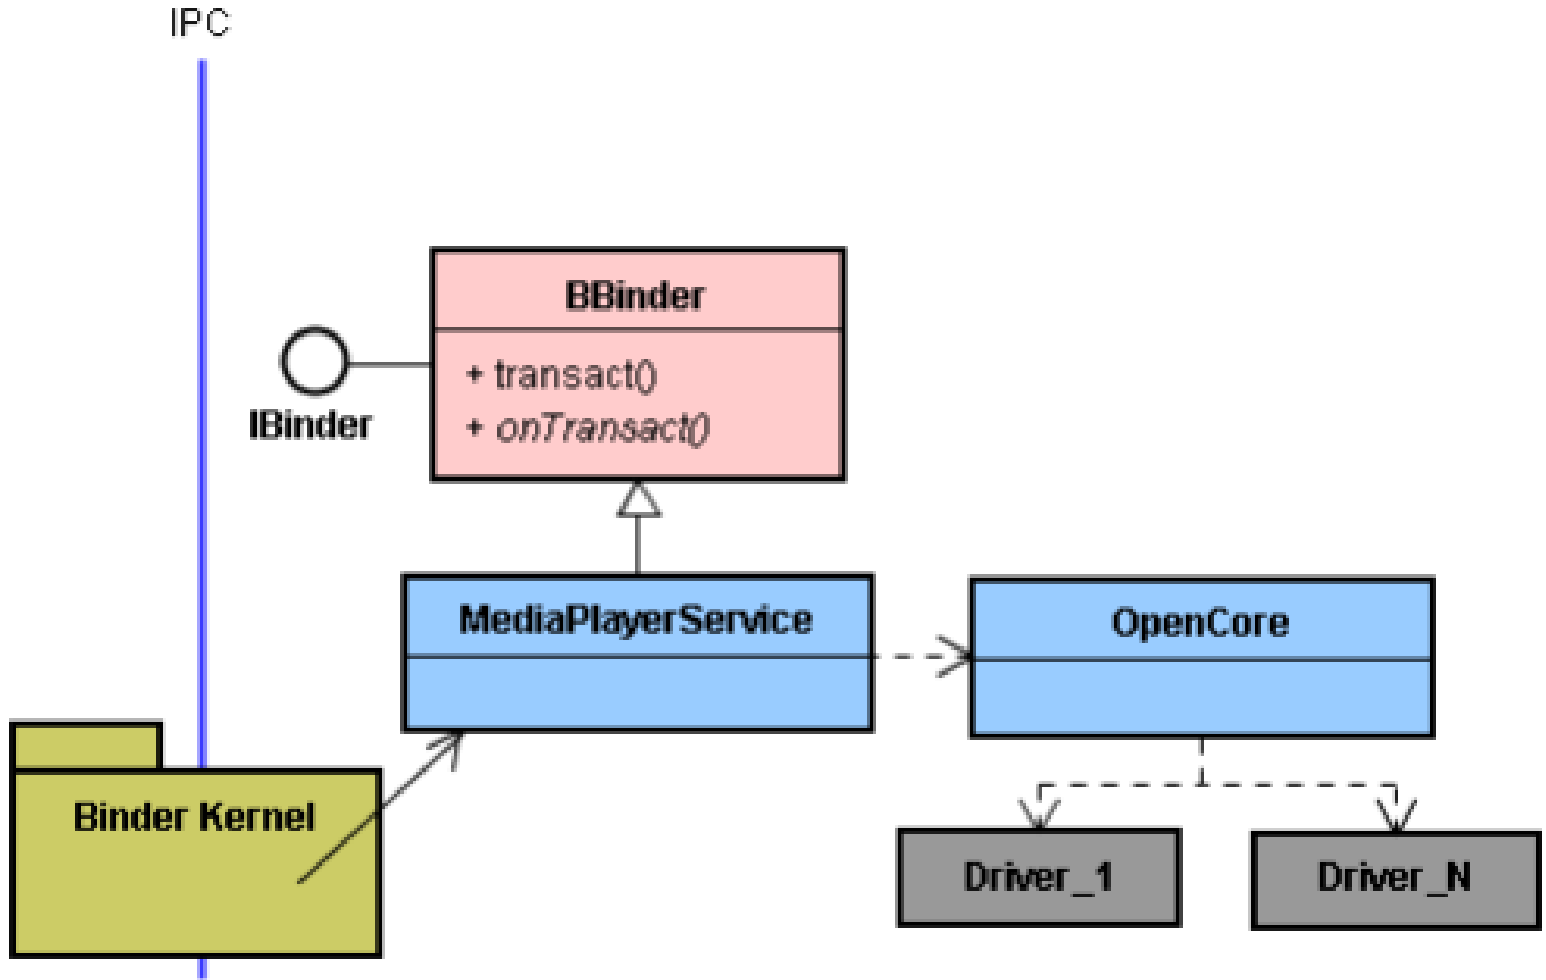 IPC
BBinder
+ transact()
+ onTransact()
IBinder
MediaPlayerService
OpenCore
Binder Kernel
Driver_1
Driver_N